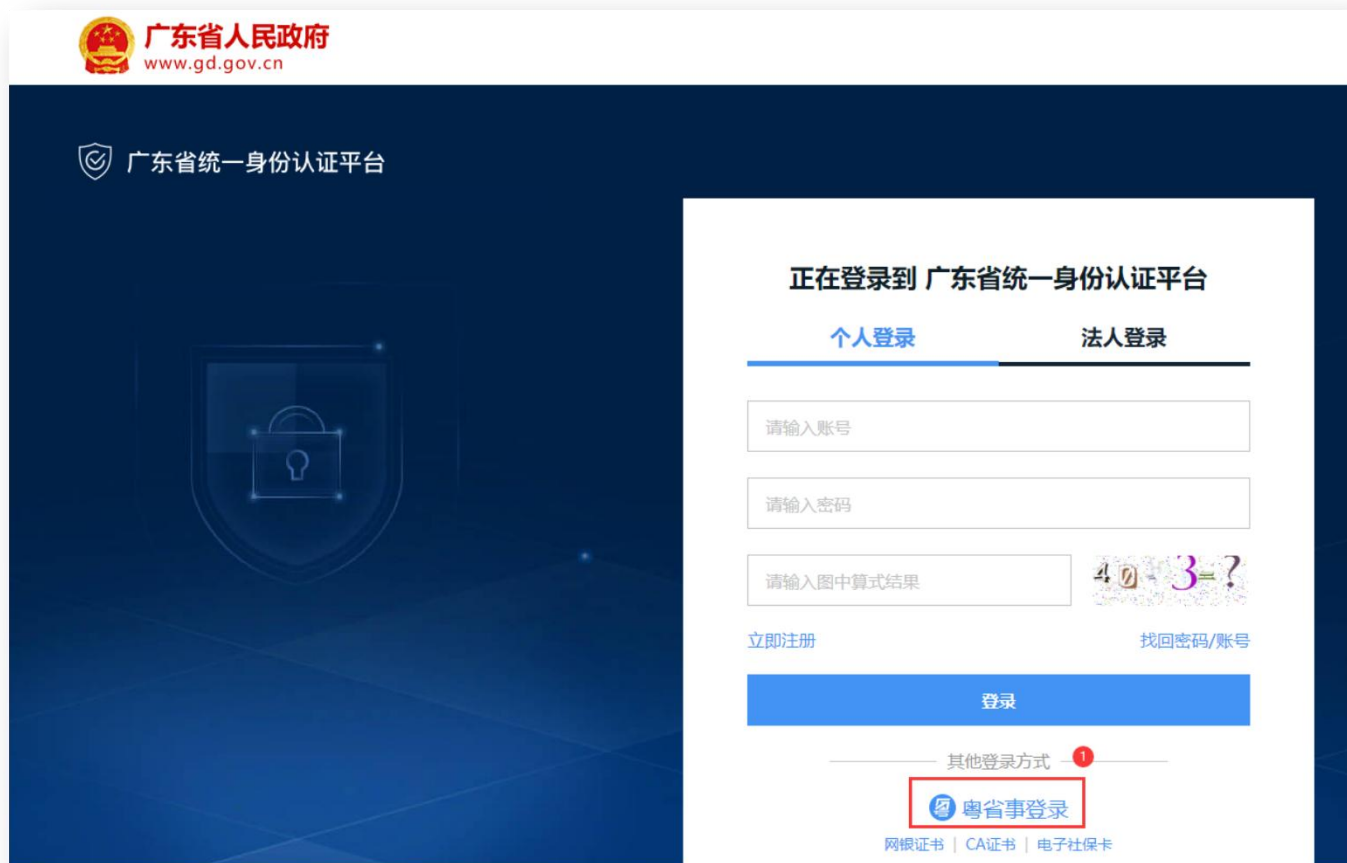 广东省人民政府
www.gd.gov.cn
广东省统一身份认证平台
正在登录到 广东省统一身份认证平台
个人登录 法人登录
请输入账号
请输入密码
请输入图中算式结果 40-3=?
立即注册 找回密码/账号
登录
其他登录方式 1
粤省事登录
网银证书 | CA证书 | 电子社保卡